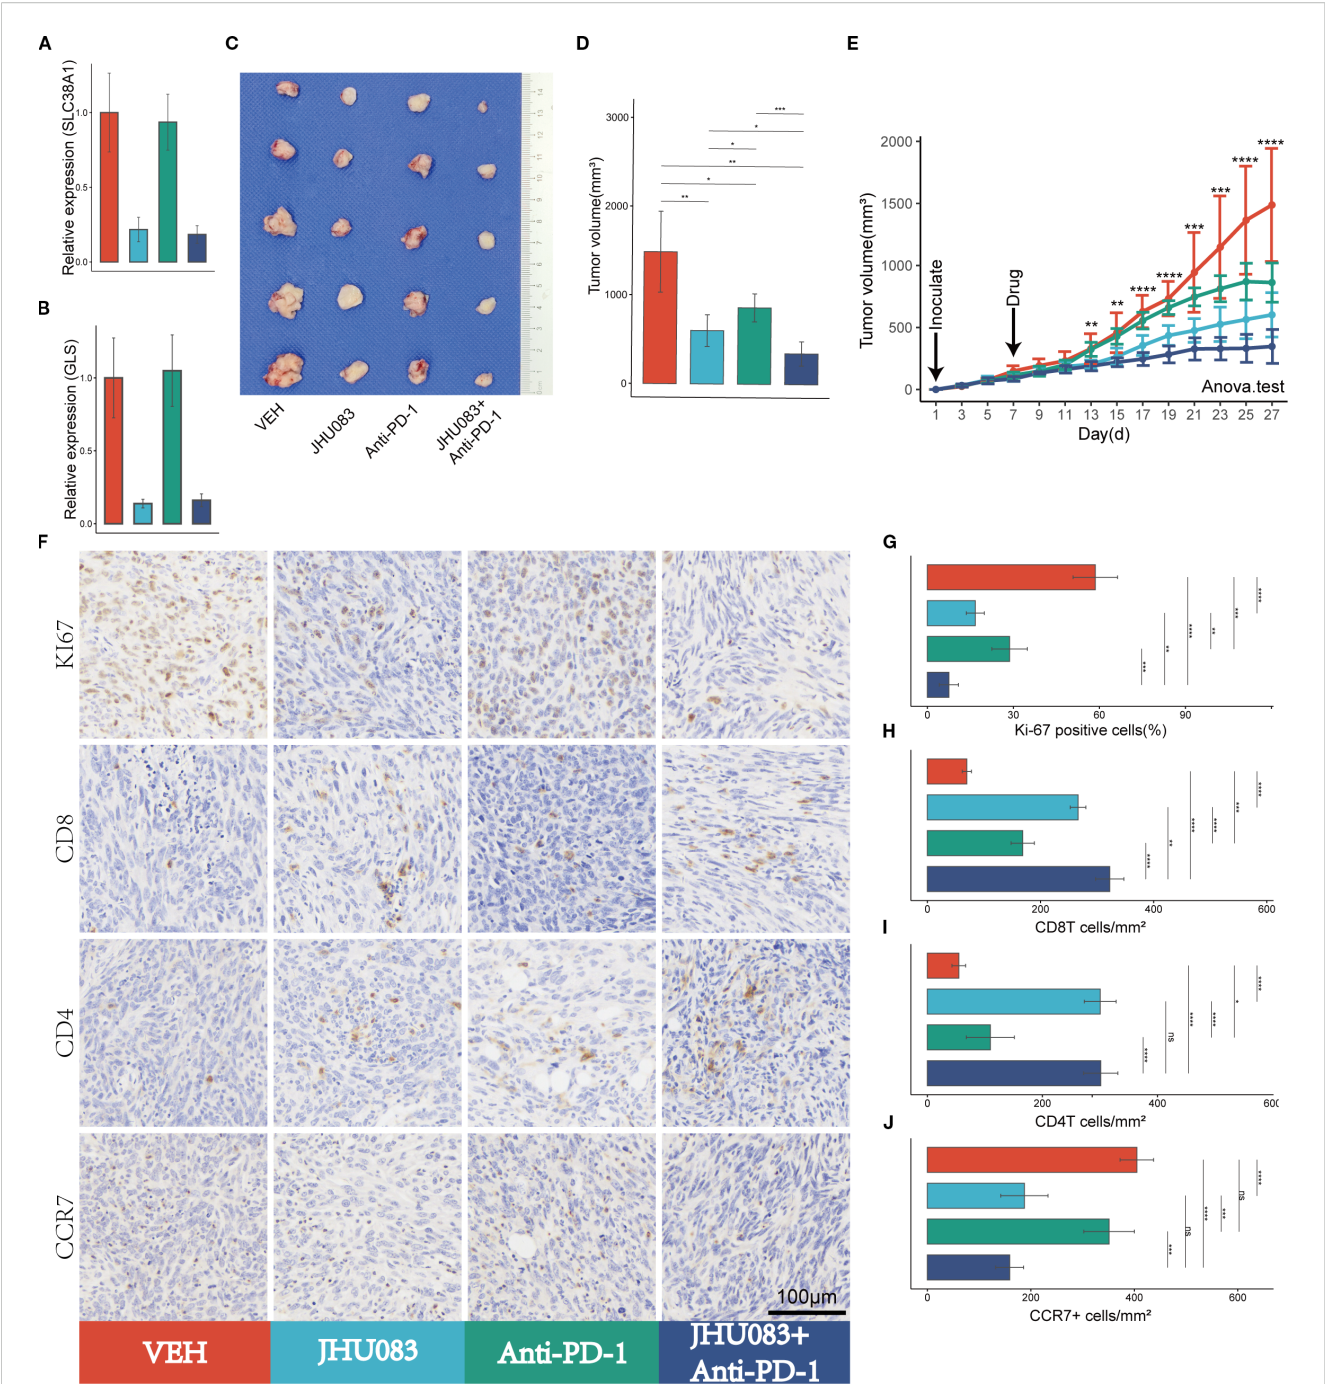 A
Relative expression (SLC38A1)
1.0
0.5
0.0
B
Relative expression (GLS)
1.0
0.5
0.0
C
VEH
JHU083
Anti-PD-1
JHU083+
Anti-PD-1
D
Tumor volume(mm³)
3000
2000
1000
0
***
*
*
**
*
**
E
Tumor volume(mm³)
2000
1500
1000
500
0
Inoculate
Drug
**
**
****
****
***
***
****
****
Anova.test
1 3 5 7 9 11 13 15 17 19 21 23 25 27
Day(d)
F
KI67
CD8
CD4
CCR7
100µm
VEH
JHU083
Anti-PD-1
JHU083+
Anti-PD-1
G
***
**
****
**
***
****
0 30 60 90
Ki-67 positive cells(%)
H
****
**
****
****
***
****
0 200 400 600
CD8T cells/mm²
I
****
ns
****
****
*
****
0 200 400 600
CD4T cells/mm²
J
***
ns
****
***
ns
****
0 200 400 600
CCR7+ cells/mm²